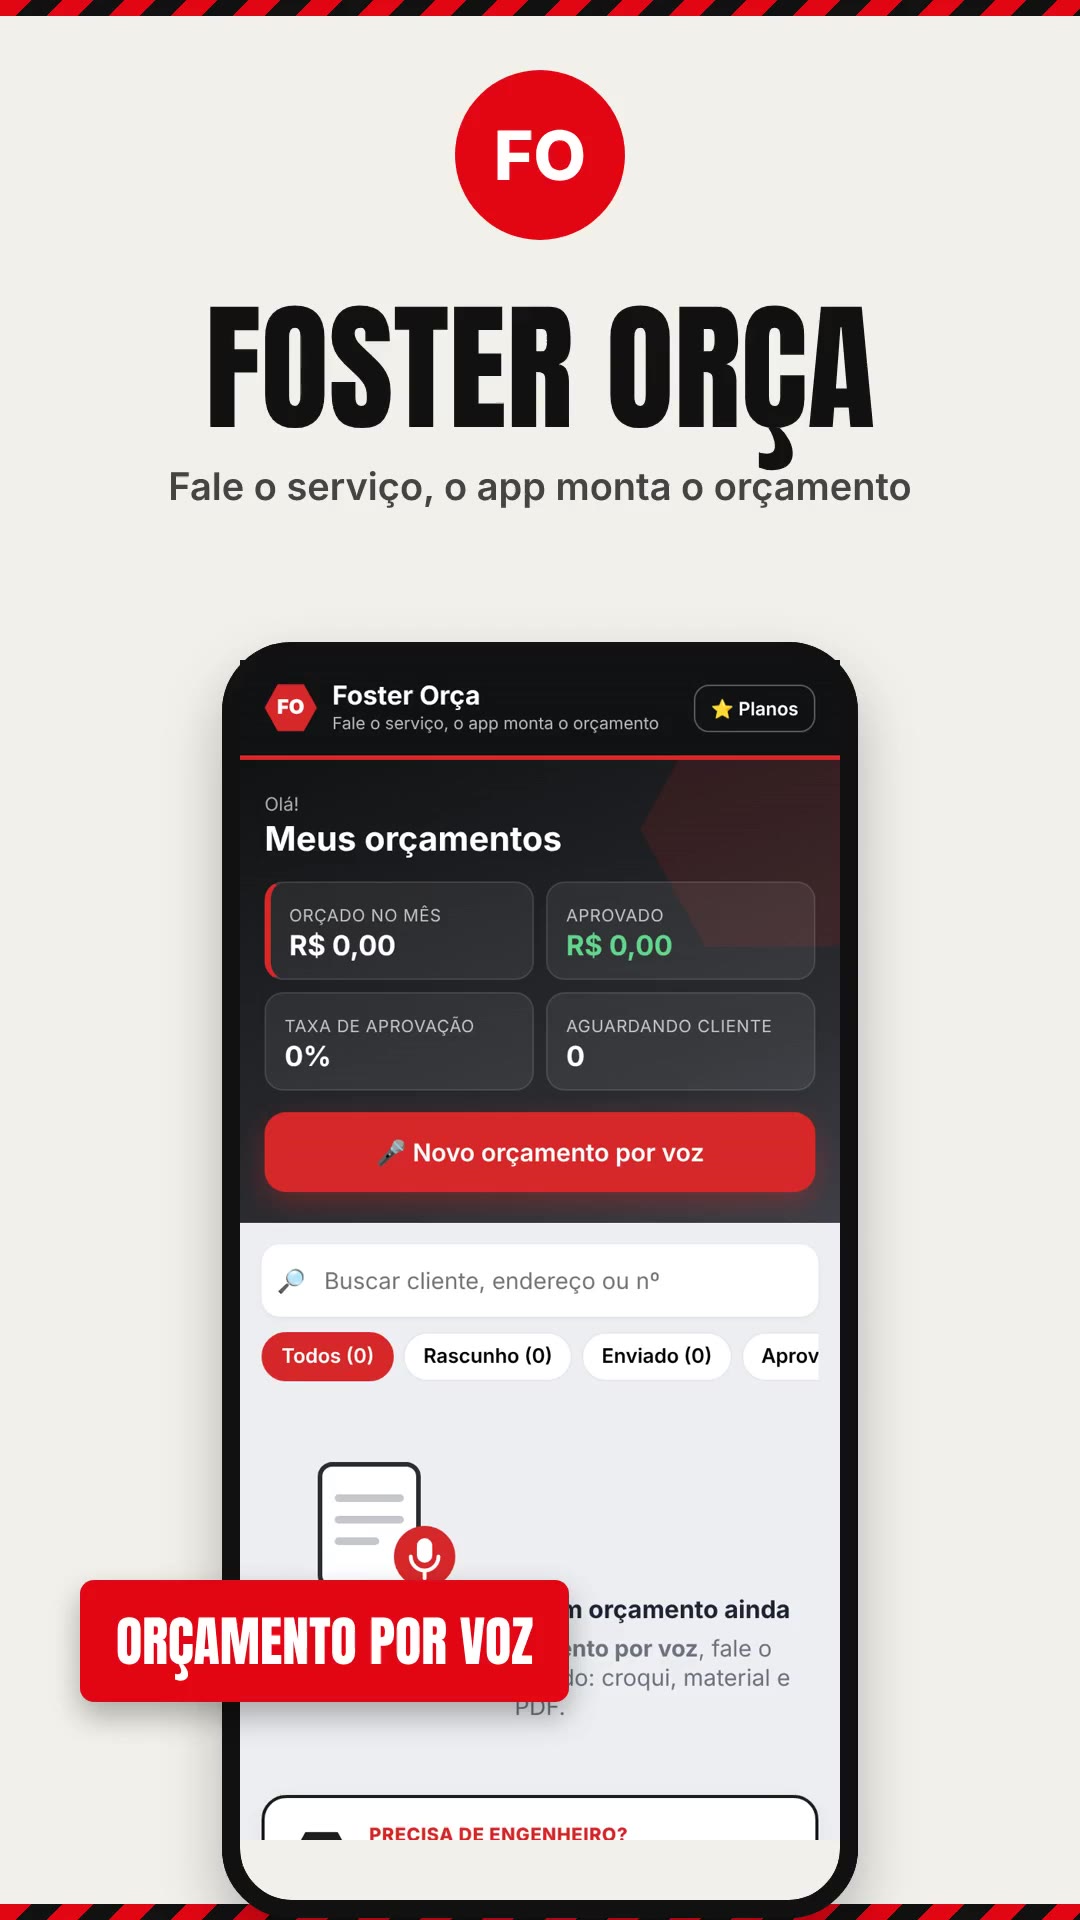 FO
FOSTER ORÇA
Fale o serviço, o app monta o orçamento
FO
Foster Orça
Fale o serviço, o app monta o orçamento
⭐ Planos
Olá!
Meus orçamentos
ORÇADO NO MÊS
R$ 0,00
APROVADO
R$ 0,00
TAXA DE APROVAÇÃO
0%
AGUARDANDO CLIENTE
0
🎤 Novo orçamento por voz
🔎 Buscar cliente, endereço ou nº
Todos (0)
Rascunho (0)
Enviado (0)
Aprov
orçamento ainda
por voz, fale o
croqui, material e
PDF.
ORÇAMENTO POR VOZ
PRECISA DE ENGENHEIRO?